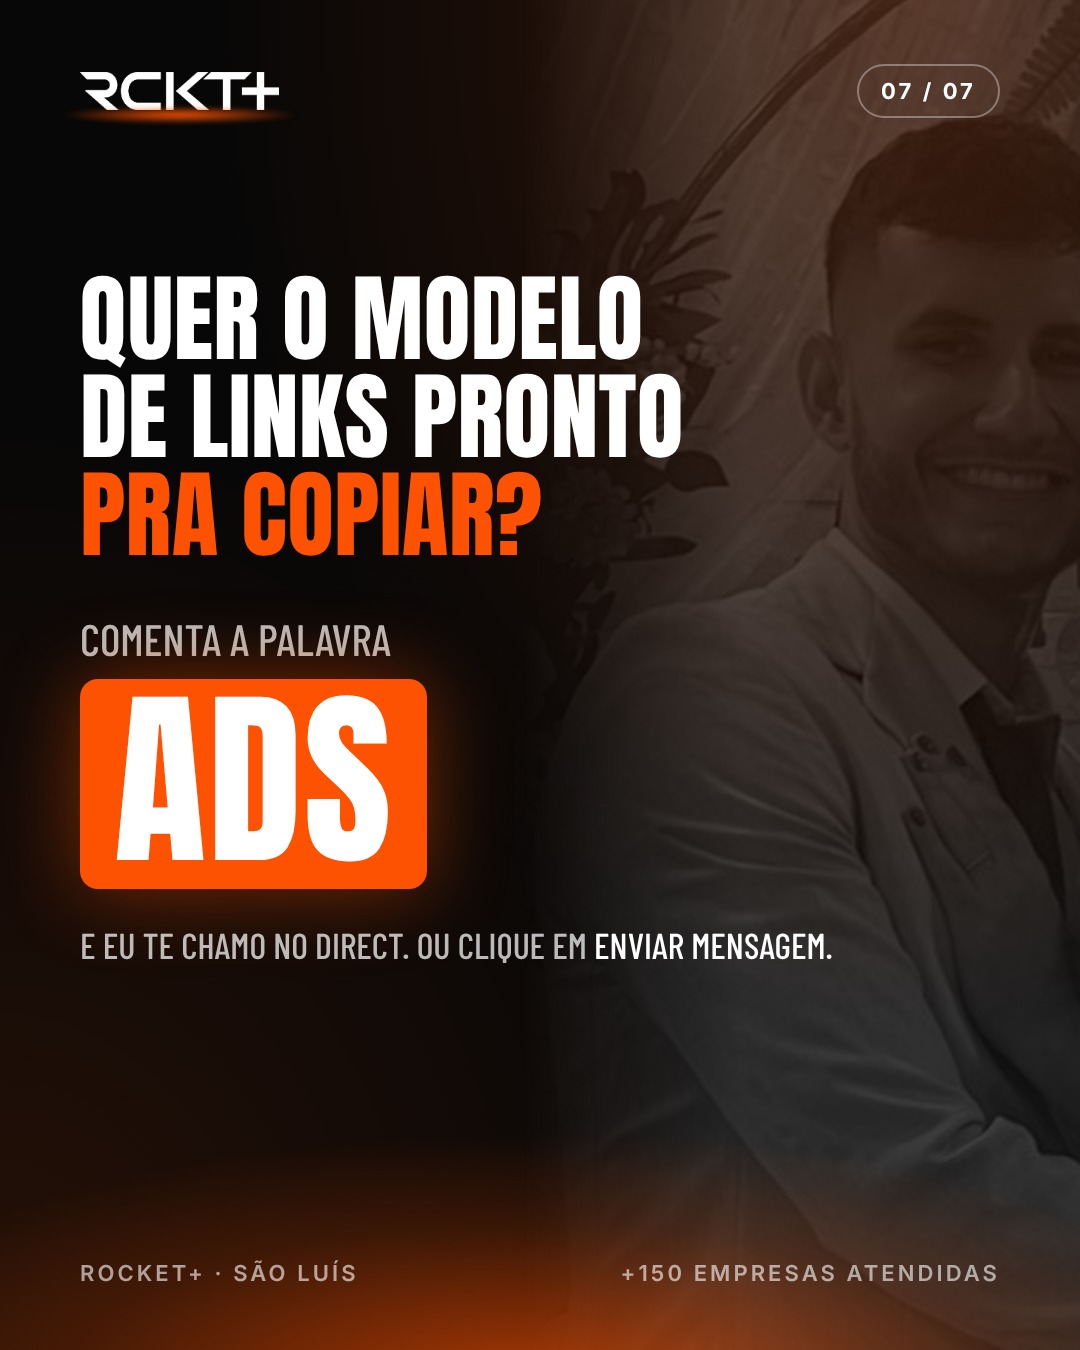 RCKT+
07 / 07
QUER O MODELO
DE LINKS PRONTO
PRA COPIAR?
COMENTA A PALAVRA
ADS
E EU TE CHAMO NO DIRECT. OU CLIQUE EM ENVIAR MENSAGEM.
ROCKET+ · SÃO LUÍS
+150 EMPRESAS ATENDIDAS